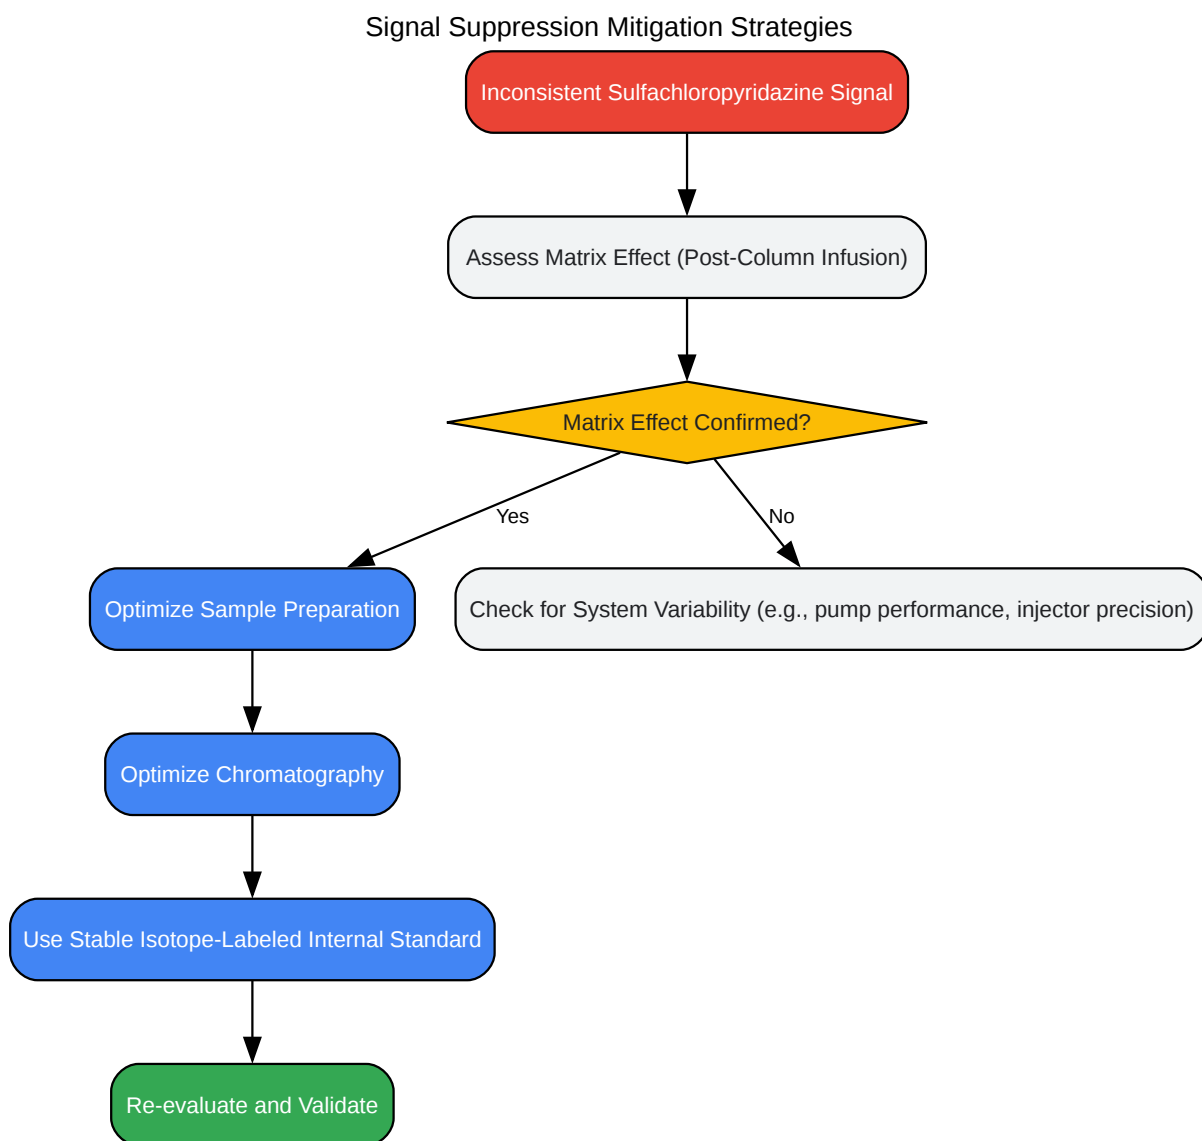 Signal Suppression Mitigation Strategies
Inconsistent Sulfachloropyridazine Signal
Assess Matrix Effect (Post-Column Infusion)
Matrix Effect Confirmed?
Yes
No
Optimize Sample Preparation
Check for System Variability (e.g., pump performance, injector precision)
Optimize Chromatography
Use Stable Isotope-Labeled Internal Standard
Re-evaluate and Validate